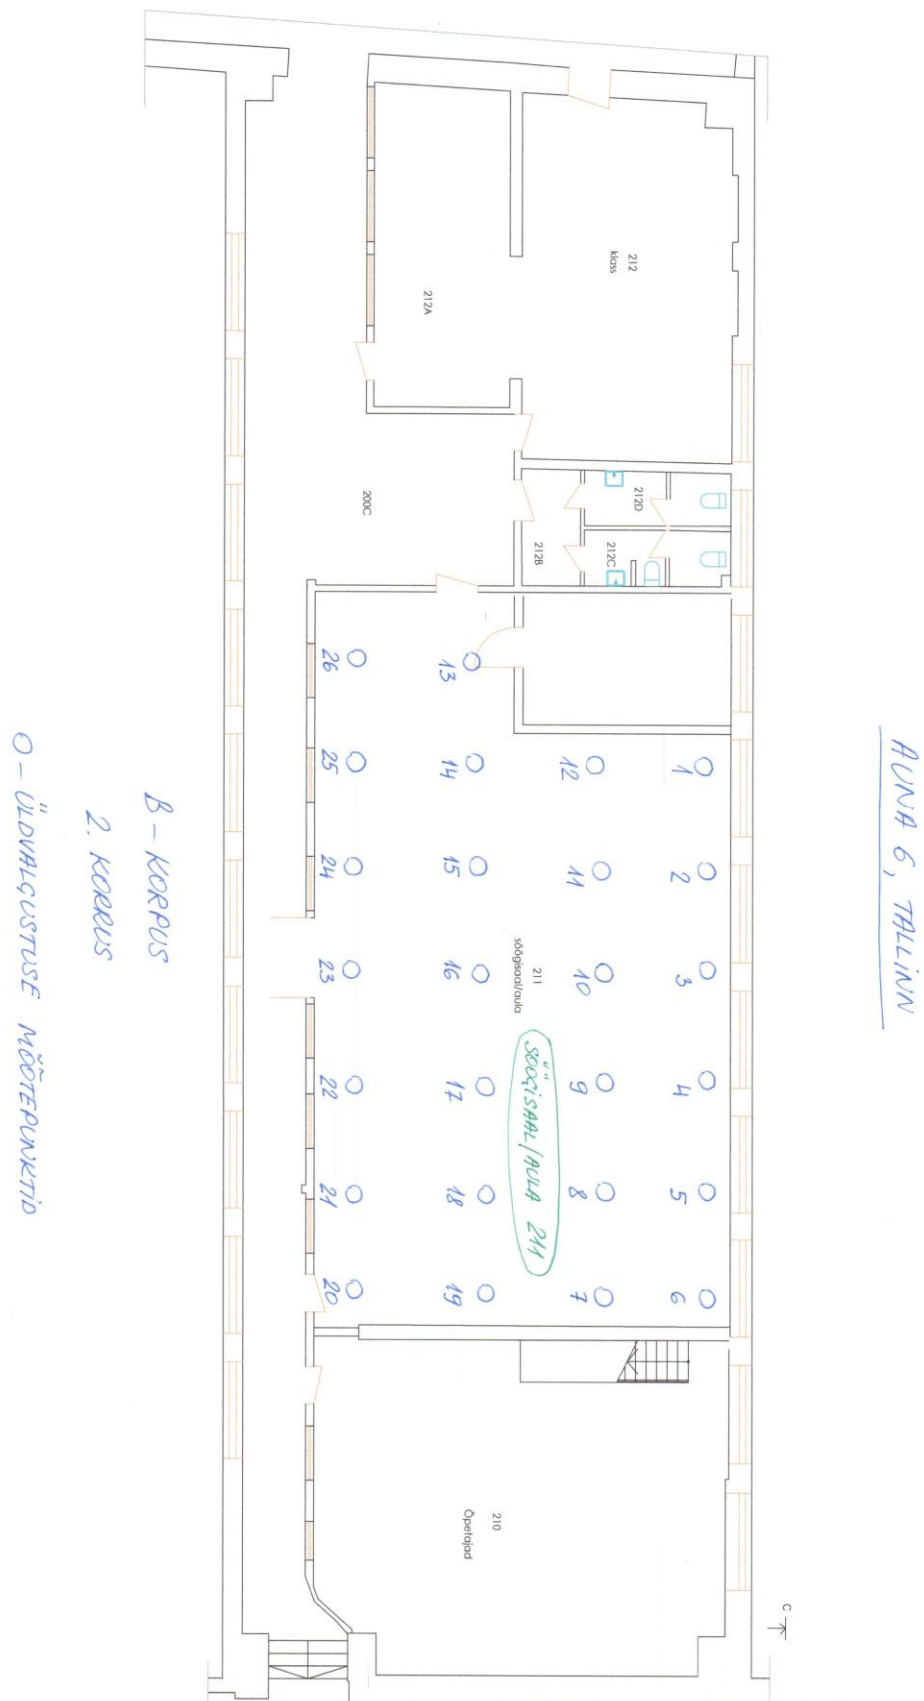 AUNA 6, TALLINN
212
klass
212A
200C
212D
212C
212B
1
2
3
4
5
6
12
11
10
9
8
7
211
söögisaal/aula
SÖÖGISAAL/AULA 211
13
14
15
16
17
18
19
26
25
24
23
22
21
20
210
Õpetajad
C
B – KORPUS
2. KORRUS
O – ÜLDVALGUSTUSE MÕÕTEPUNKTID